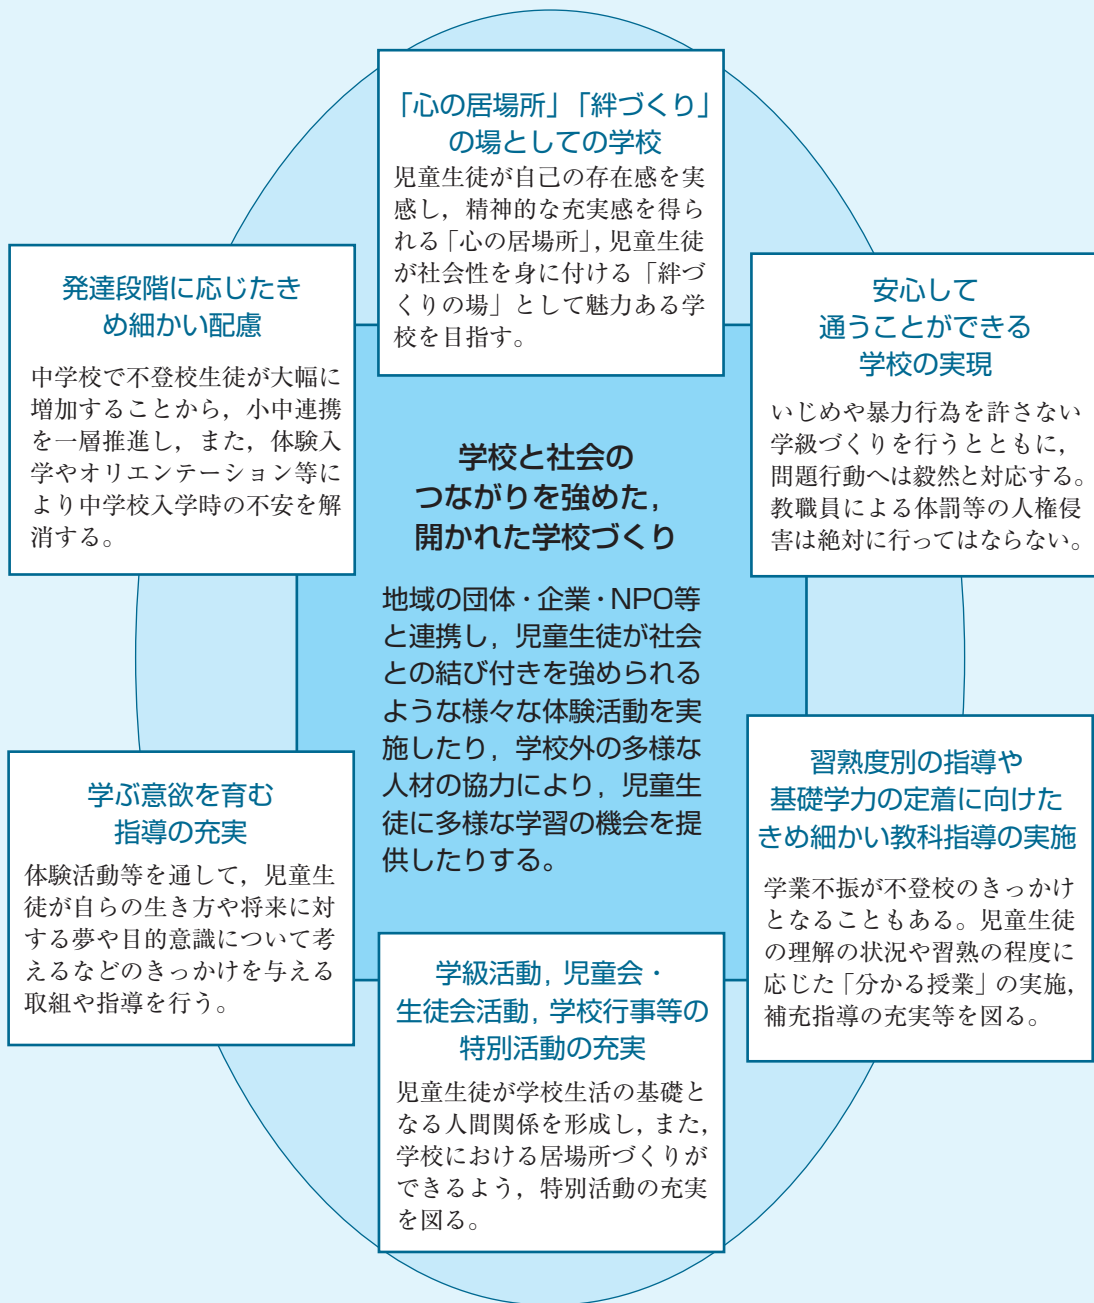 「心の居場所」「絆づくり」
の場としての学校
児童生徒が自己の存在感を実
感し，精神的な充実感を得ら
れる「心の居場所」，児童生徒
が社会性を身に付ける「絆づ
くりの場」として魅力ある学
校を目指す。
発達段階に応じたき
め細かい配慮
中学校で不登校生徒が大幅に
増加することから，小中連携
を一層推進し，また，体験入
学やオリエンテーション等に
より中学校入学時の不安を解
消する。
安心して
通うことができる
学校の実現
いじめや暴力行為を許さない
学級づくりを行うとともに，
問題行動へは毅然と対応する。
教職員による体罰等の人権侵
害は絶対に行ってはならない。
学校と社会の
つながりを強めた，
開かれた学校づくり
地域の団体・企業・NPO等
と連携し，児童生徒が社会
との結び付きを強められる
ような様々な体験活動を実
施したり，学校外の多様な
人材の協力により，児童生
徒に多様な学習の機会を提
供したりする。
学ぶ意欲を育む
指導の充実
体験活動等を通して，児童生
徒が自らの生き方や将来に対
する夢や目的意識について考
えるなどのきっかけを与える
取組や指導を行う。
習熟度別の指導や
基礎学力の定着に向けた
きめ細かい教科指導の実施
学業不振が不登校のきっかけ
となることもある。児童生徒
の理解の状況や習熟の程度に
応じた「分かる授業」の実施，
補充指導の充実等を図る。
学級活動，児童会・
生徒会活動，学校行事等の
特別活動の充実
児童生徒が学校生活の基礎と
なる人間関係を形成し，また，
学校における居場所づくりが
できるよう，特別活動の充実
を図る。